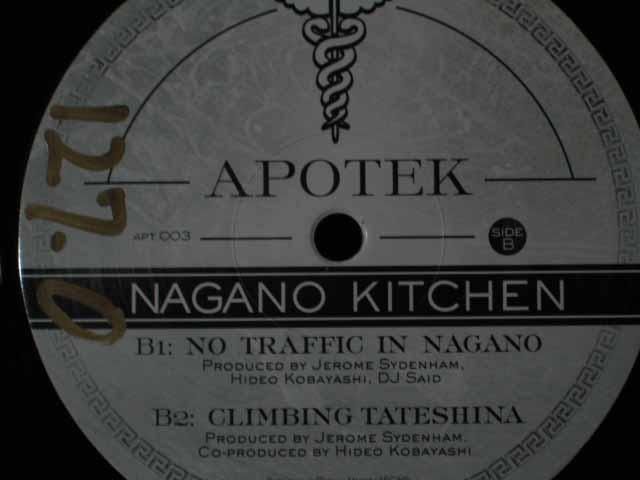 APOTEK
APT 003
SIDE
B
NAGANO KITCHEN
B1: NO TRAFFIC IN NAGANO
PRODUCED BY JEROME SYDENHAM,
HIDEO KOBAYASHI, DJ SAID
B2: CLIMBING TATESHINA
PRODUCED BY JEROME SYDENHAM.
CO-PRODUCED BY HIDEO KOBAYASHI
127.0